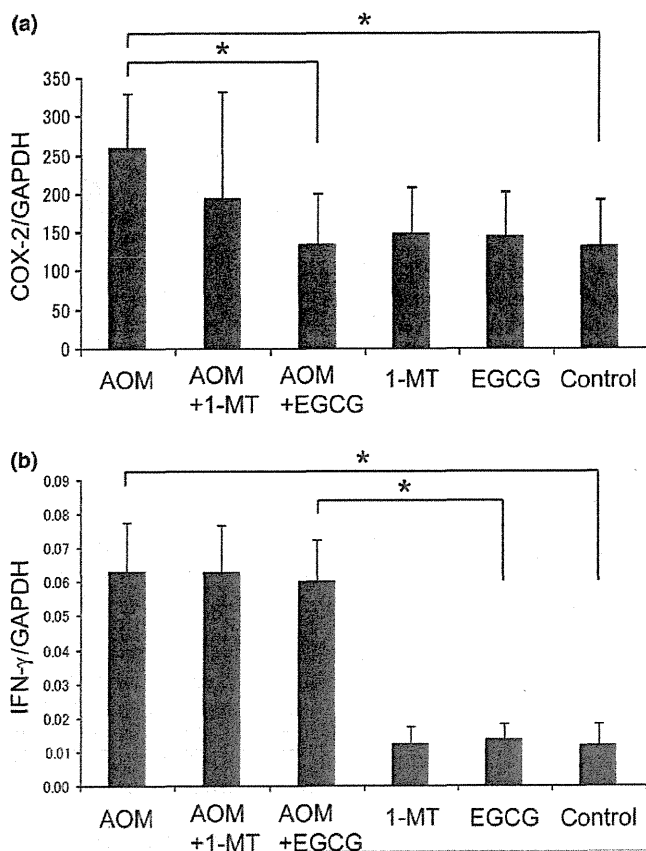 (a)
*
*
350
300
250
200
150
100
50
0
COX-2/GAPDH
AOM
AOM
+1-MT
AOM
+EGCG
1-MT
EGCG
Control
(b)
*
*
0.09
0.08
0.07
0.06
0.05
0.04
0.03
0.02
0.01
0.00
IFN-γ/GAPDH
AOM
AOM
+1-MT
AOM
+EGCG
1-MT
EGCG
Control